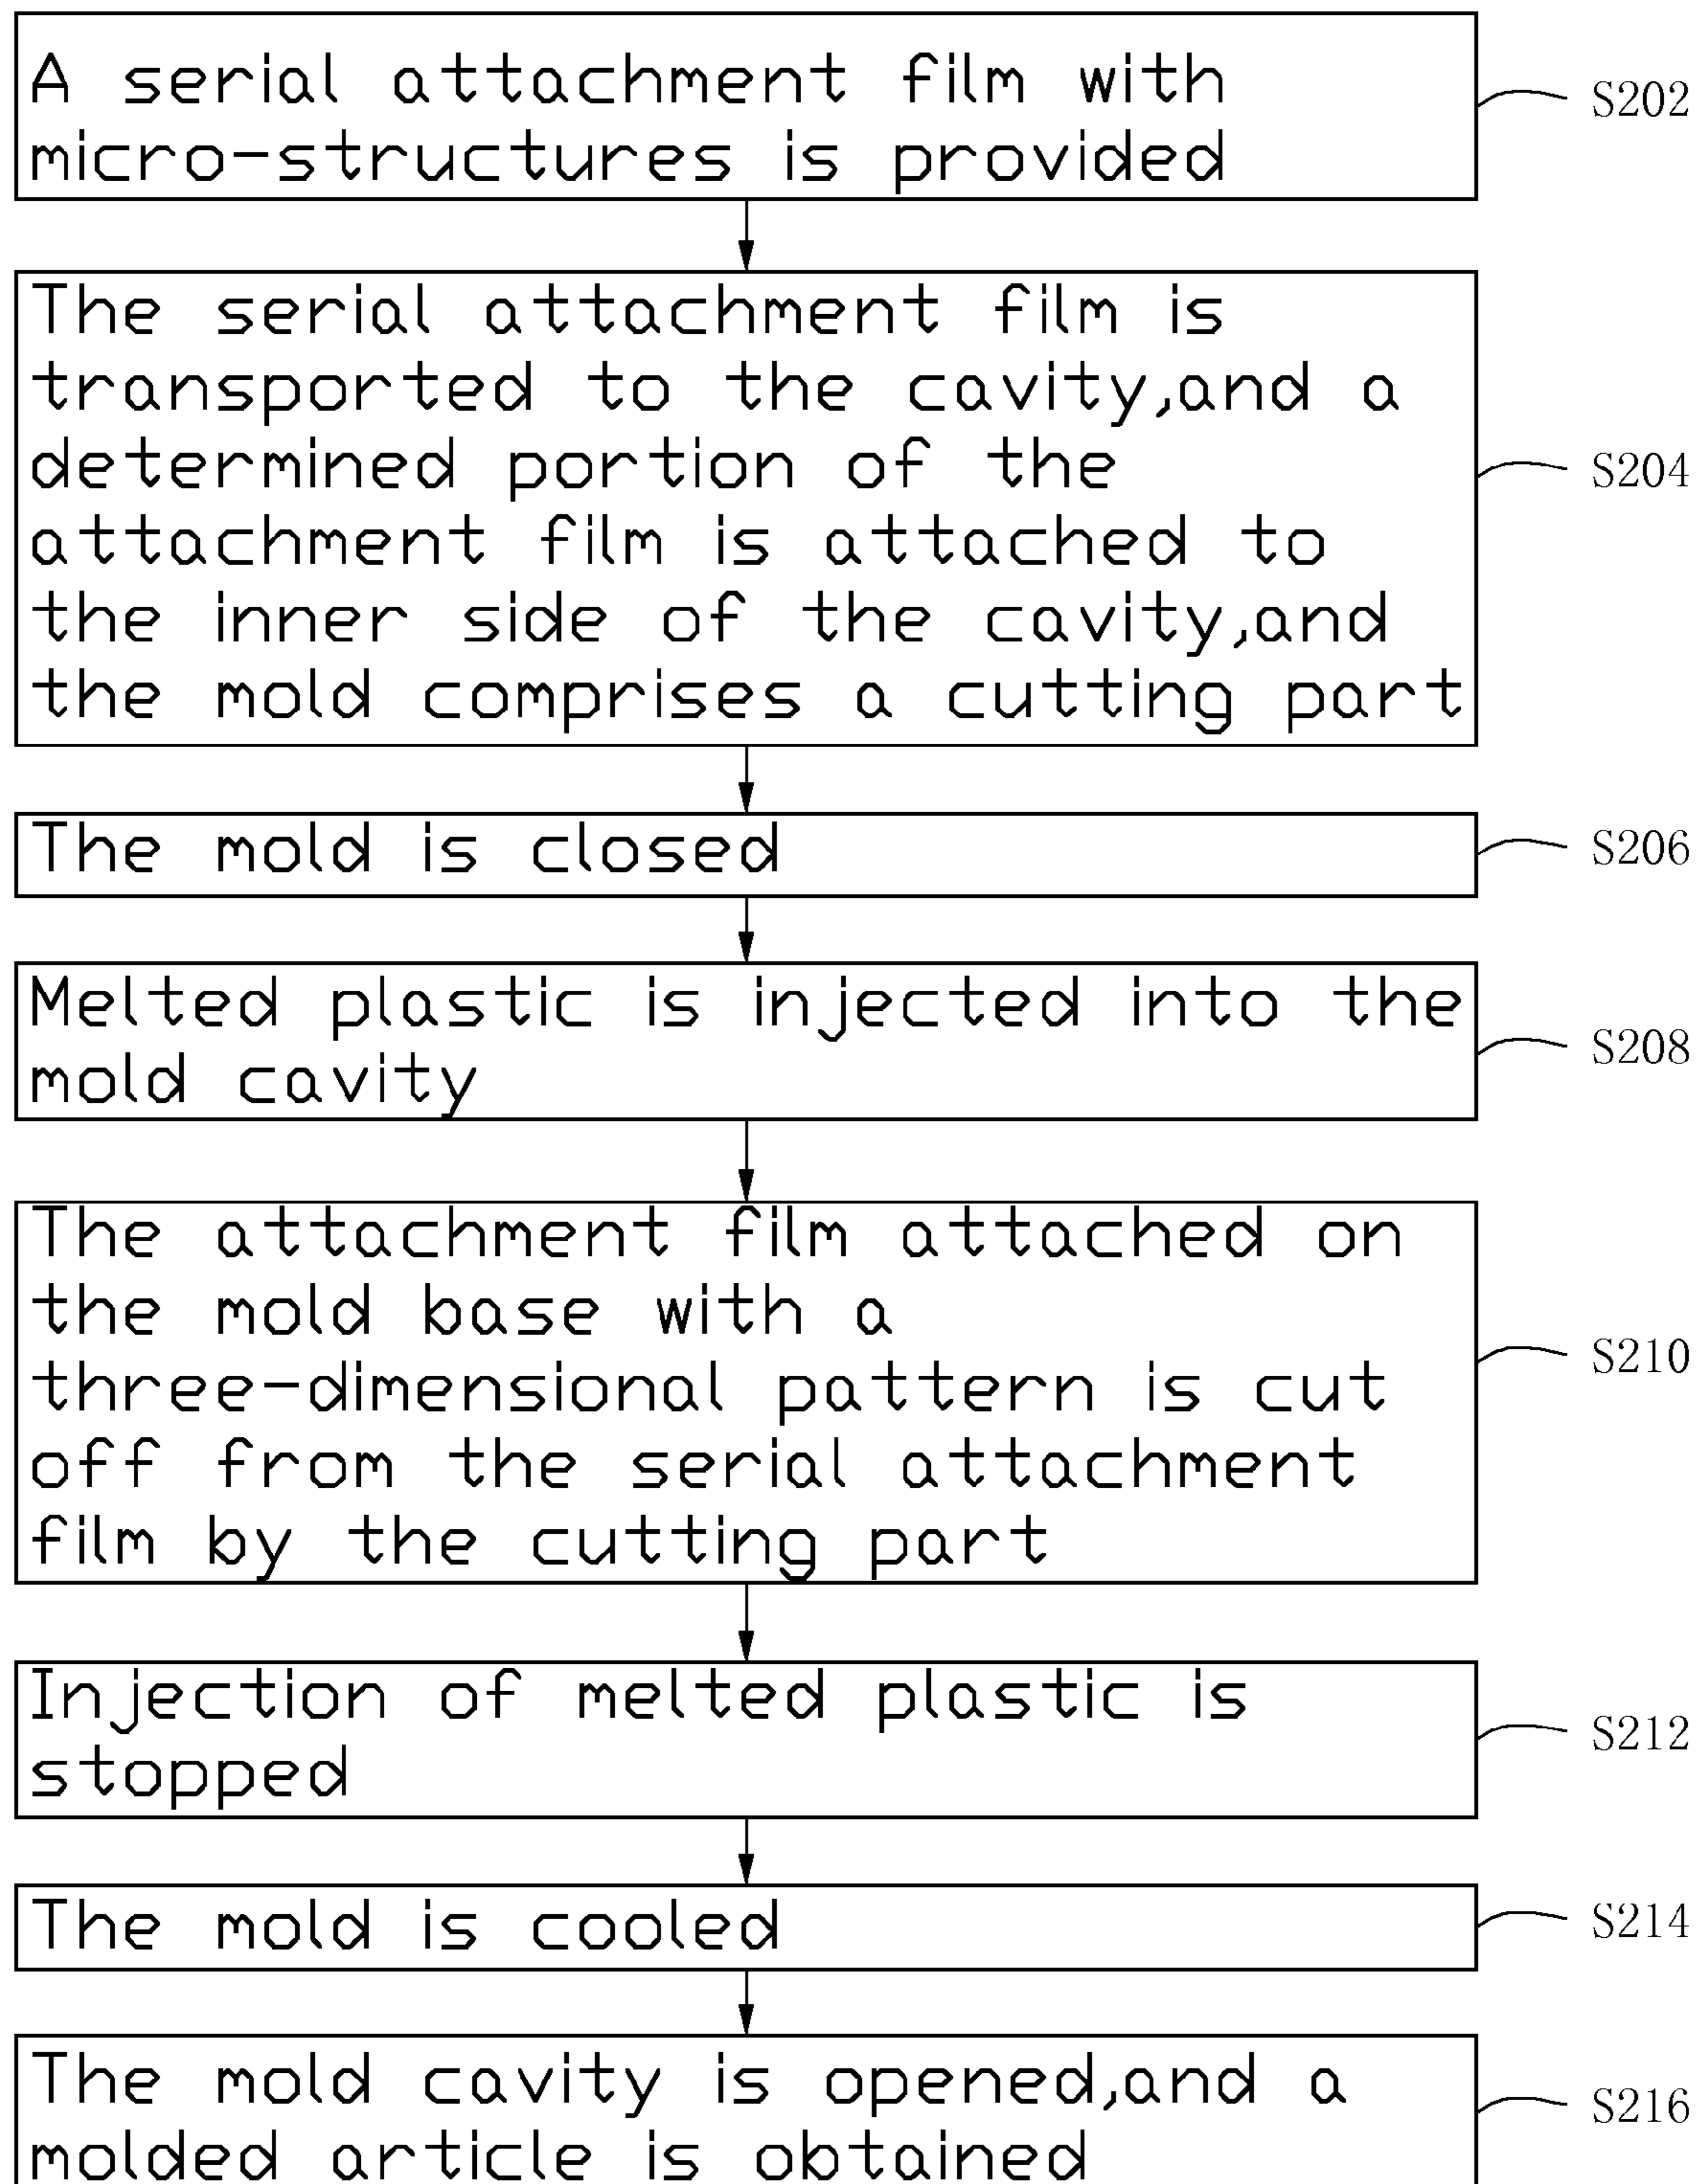 A serial attachment film with
micro-structures is provided
S202
The serial attachment film is
transported to the cavity,and a
determined portion of the
attachment film is attached to
the inner side of the cavity,and
the mold comprises a cutting part
S204
The mold is closed
S206
Melted plastic is injected into the
mold cavity
S208
The attachment film attached on
the mold base with a
three-dimensional pattern is cut
off from the serial attachment
film by the cutting part
S210
Injection of melted plastic is
stopped
S212
The mold is cooled
S214
The mold cavity is opened,and a
molded article is obtained
S216